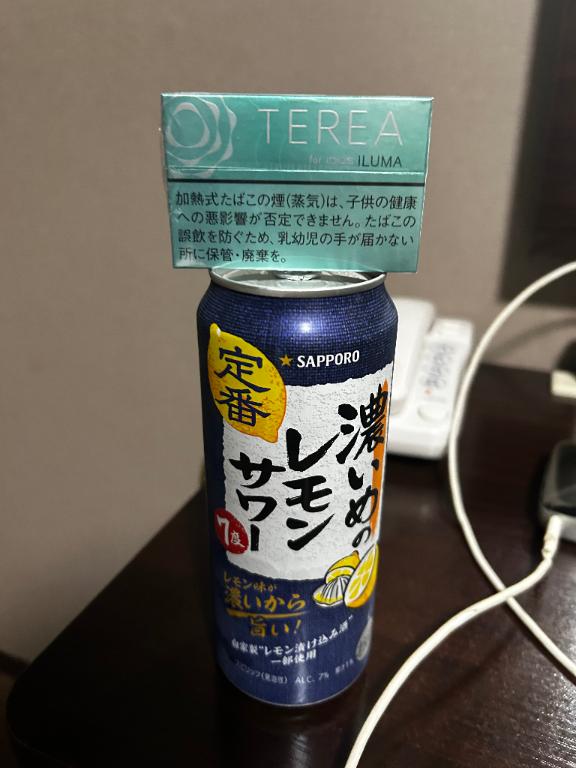 TEREA
for IQOS ILUMA
加熱式たばこの煙(蒸気)は、子供の健康
への悪影響が否定できません。たばこの
誤飲を防ぐため、乳幼児の手が届かない
所に保管・廃棄を。
★SAPPORO
定番
濃いめの
レモン
サワー
7度
レモン味が
濃いから
旨い!
自家製"レモン漬け込み酒"
一部使用
ALC. 7%